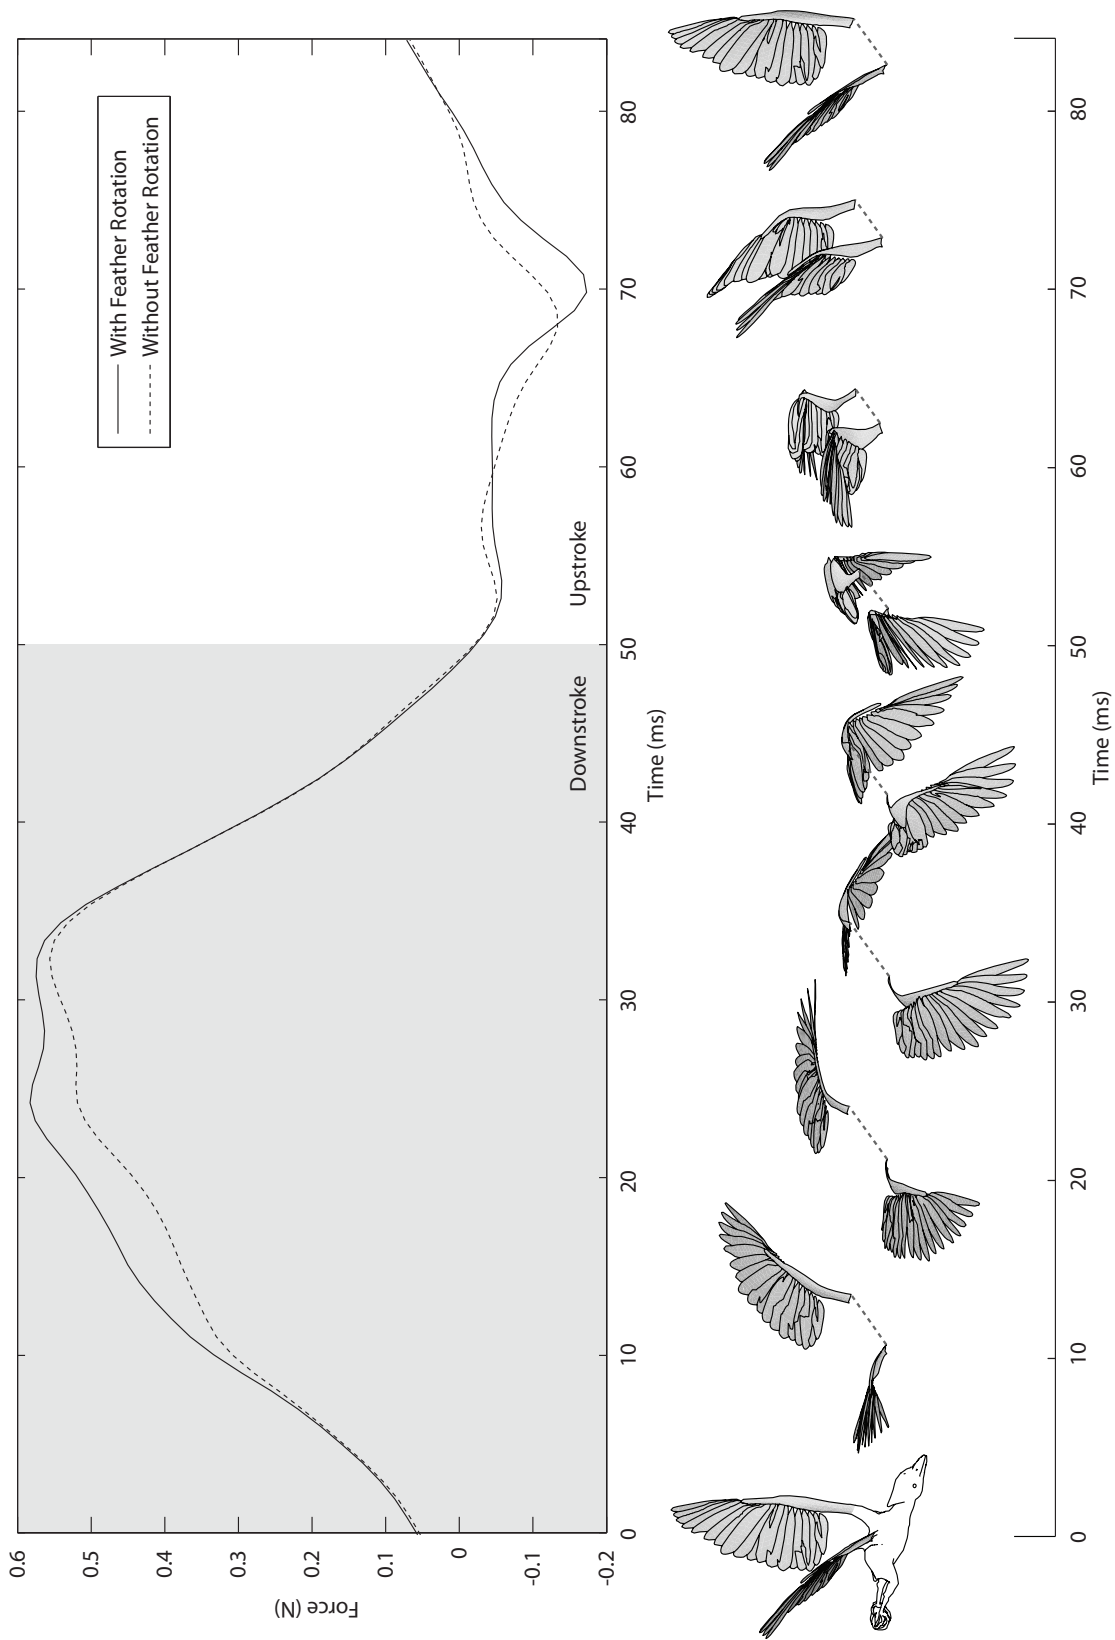 With Feather Rotation
Without Feather Rotation
0.6
0.5
0.4
0.3
0.2
0.1
0
-0.1
-0.2
Force (N)
Downstroke
Upstroke
0 10 20 30 40 50 60 70 80
Time (ms)
0 10 20 30 40 50 60 70 80
Time (ms)